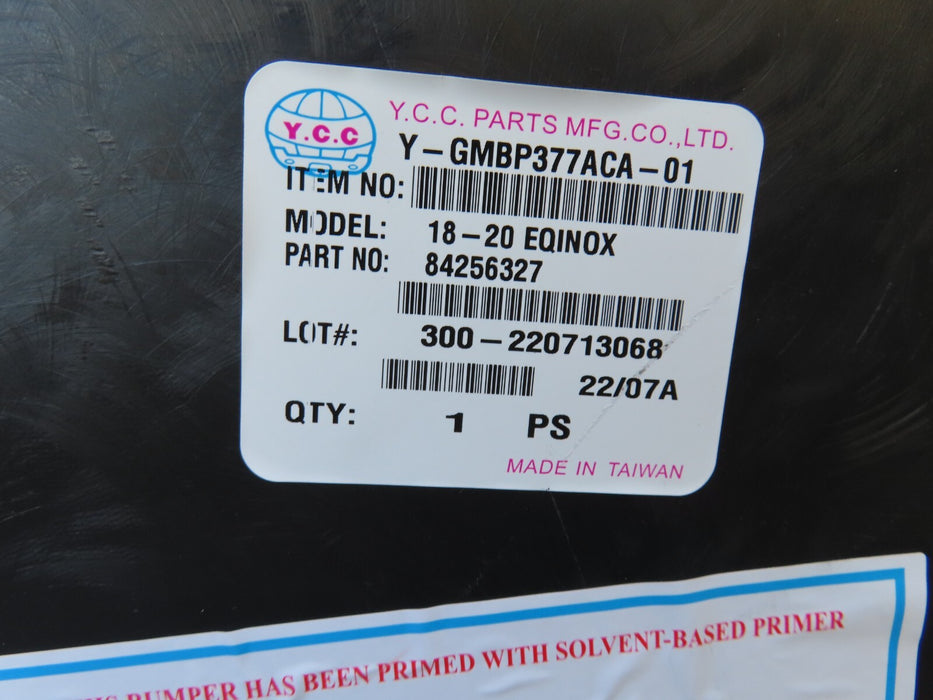 Y.C.C
Y.C.C. PARTS MFG.CO.,LTD.
Y-GMBP377ACA-01
ITEM NO:
MODEL: 18-20 EQINOX
PART NO: 84256327
LOT#: 300-220713068
22/07A
QTY: 1 PS
MADE IN TAIWAN
BUMPER HAS BEEN PRIMED WITH SOLVENT-BASED PRIMER